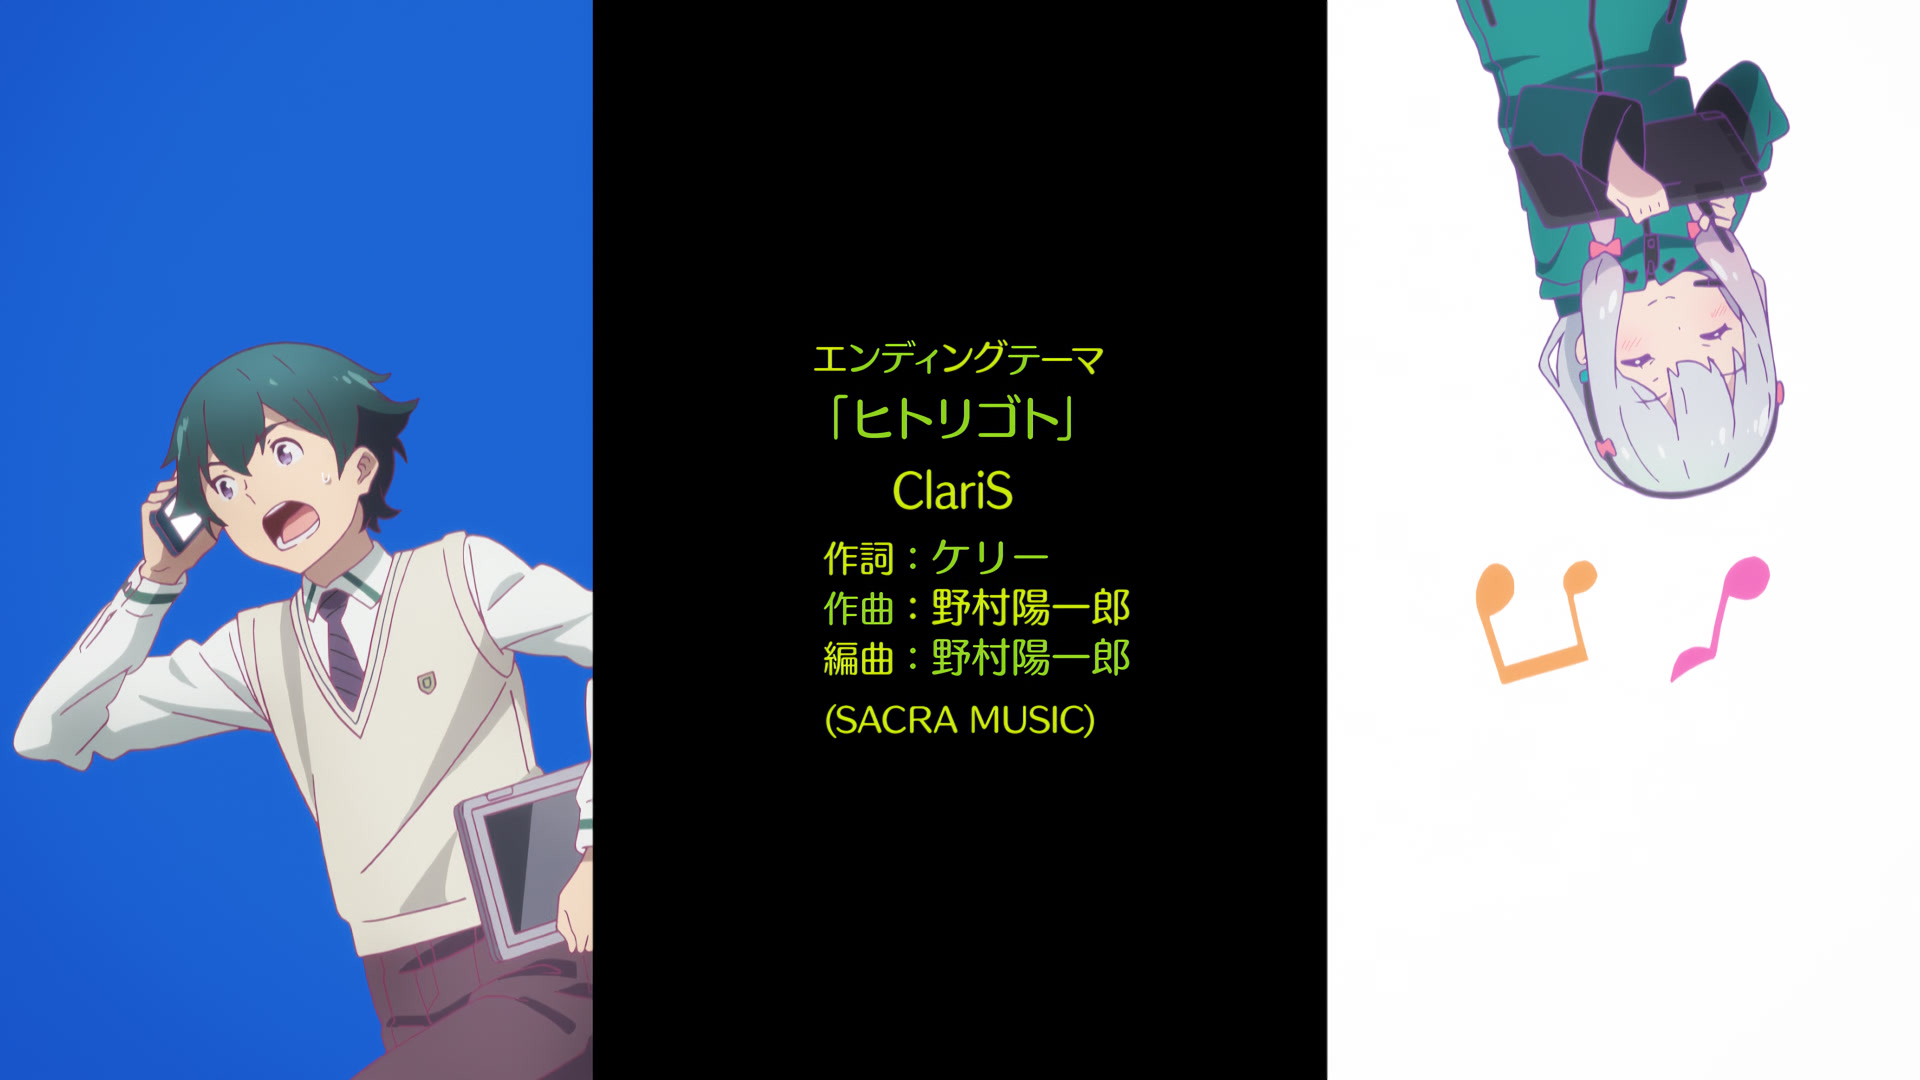 エンディングテーマ
「ヒトリゴト」
ClariS
作詞：ケリー
作曲：野村陽一郎
編曲：野村陽一郎
(SACRA MUSIC)